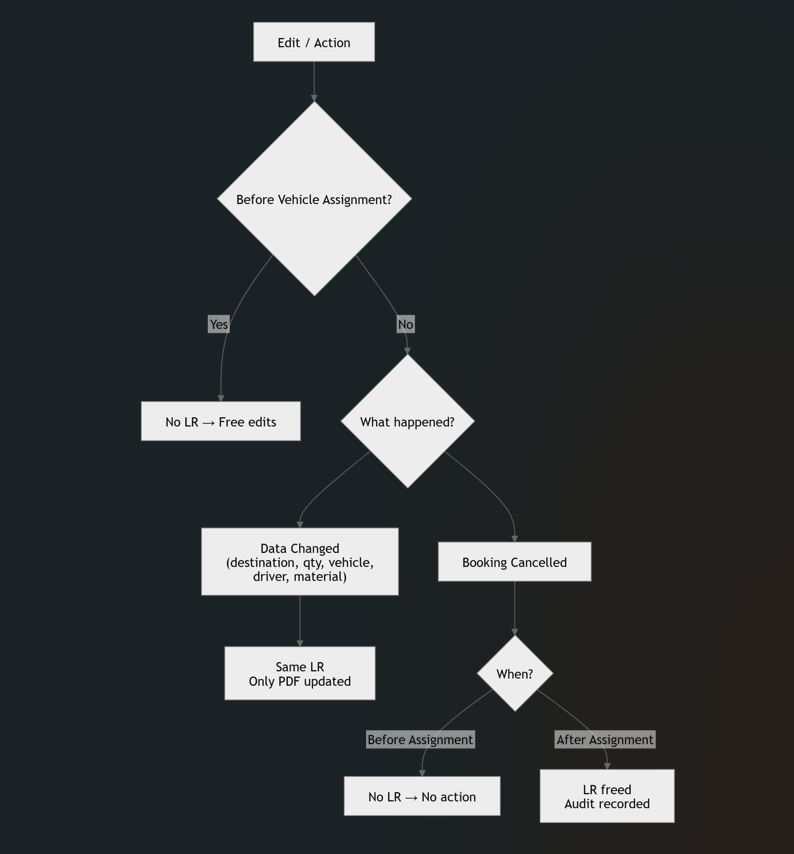 Edit / Action
Before Vehicle Assignment?
Yes
No
No LR → Free edits
What happened?
Data Changed
(destination, qty, vehicle,
driver, material)
Booking Cancelled
Same LR
Only PDF updated
When?
Before Assignment
After Assignment
No LR → No action
LR freed
Audit recorded